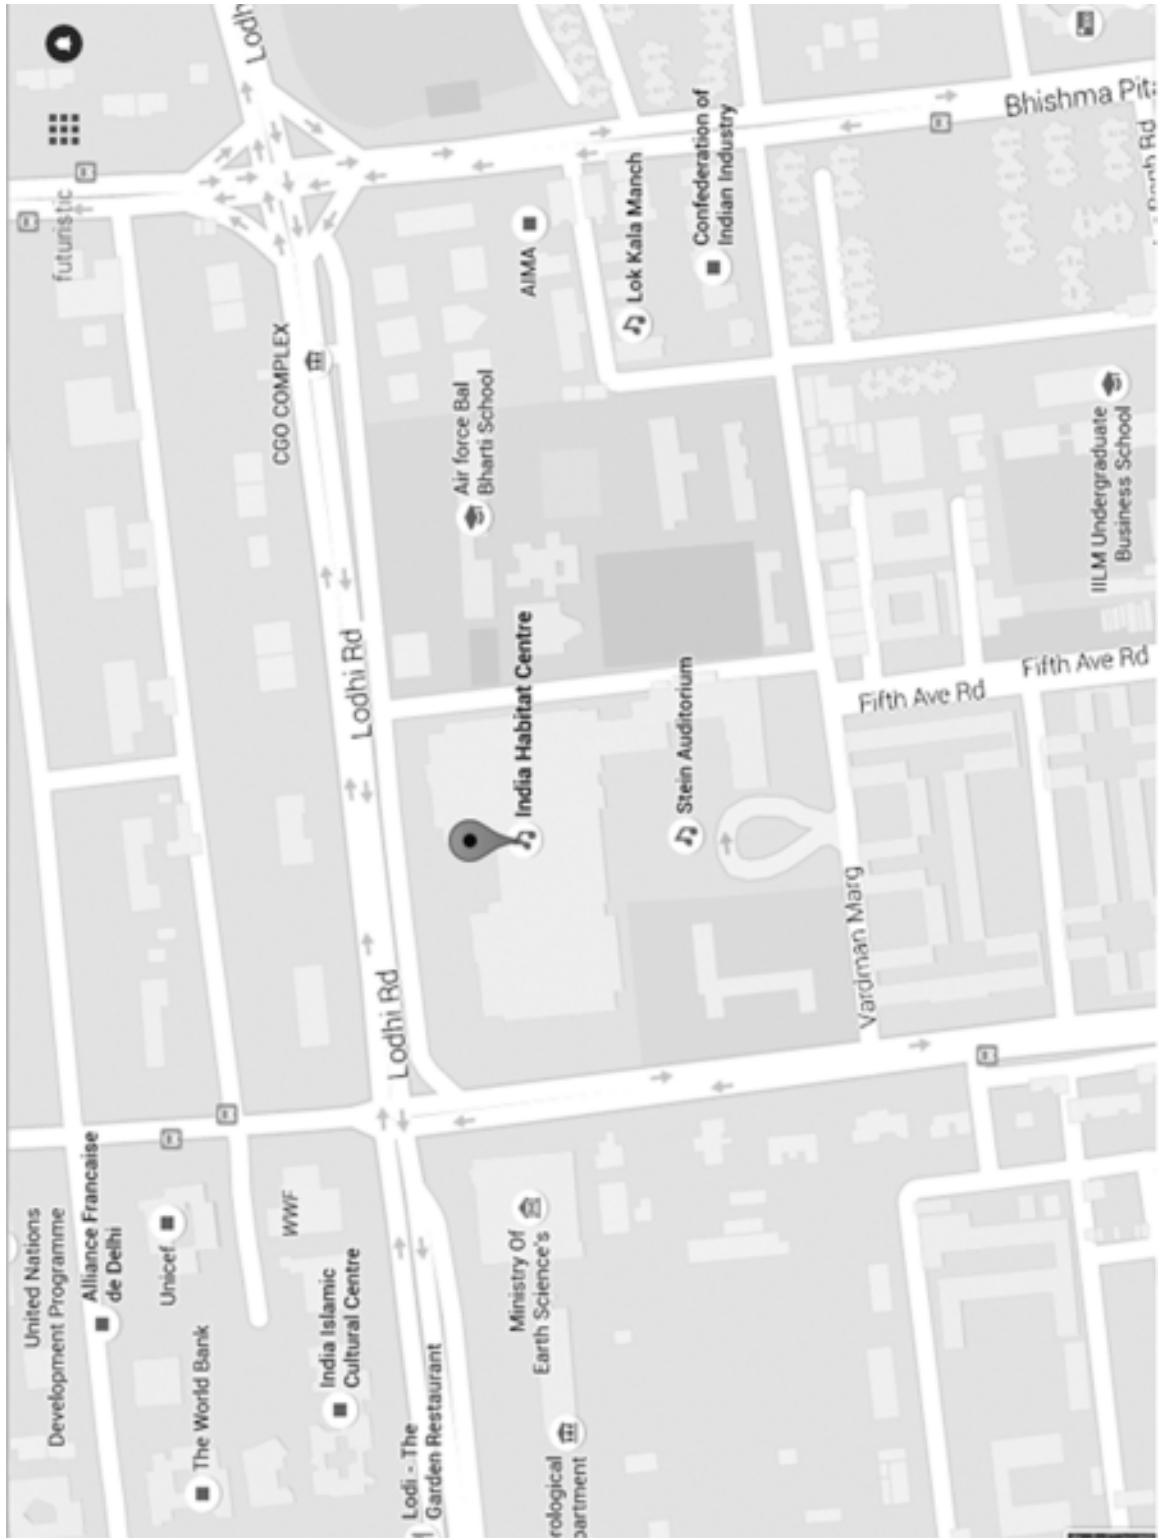 United Nations
Development Programme
Alliance Francaise
de Delhi
Unicef
The World Bank
WWF
India Islamic
Cultural Centre
Lodi - The
Garden Restaurant
Ministry Of
Earth Science's
orological
partment
futuristic
CGO COMPLEX
Lodhi Rd
Lodhi Rd
Lodh
Air force Bal
Bharti School
AIMA
Lok Kala Manch
Confederation of
Indian Industry
India Habitat Centre
Stein Auditorium
Vardman Marg
Fifth Ave Rd
Fifth Ave Rd
IILM Undergraduate
Business School
Bhishma Pita